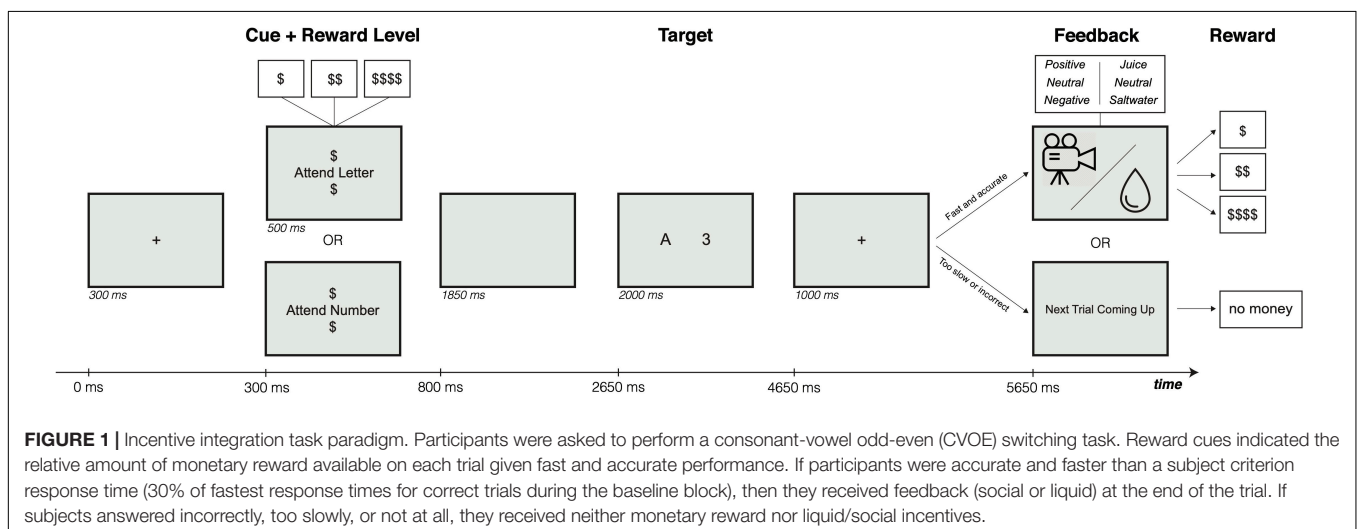 Cue + Reward Level
Target
Feedback
Reward
$
$$
$$$$
Positive
Neutral
Negative
Juice
Neutral
Saltwater
+
300 ms
$
Attend Letter
$
500 ms
OR
$
Attend Number
$
1850 ms
A 3
2000 ms
+
1000 ms
Fast and accurate
Too slow or incorrect
OR
Next Trial Coming Up
$
$$
$$$$
no money
0 ms
300 ms
800 ms
2650 ms
4650 ms
5650 ms
time
FIGURE 1 | Incentive integration task paradigm. Participants were asked to perform a consonant-vowel odd-even (CVOE) switching task. Reward cues indicated the
relative amount of monetary reward available on each trial given fast and accurate performance. If participants were accurate and faster than a subject criterion
response time (30% of fastest response times for correct trials during the baseline block), then they received feedback (social or liquid) at the end of the trial. If
subjects answered incorrectly, too slowly, or not at all, they received neither monetary reward nor liquid/social incentives.